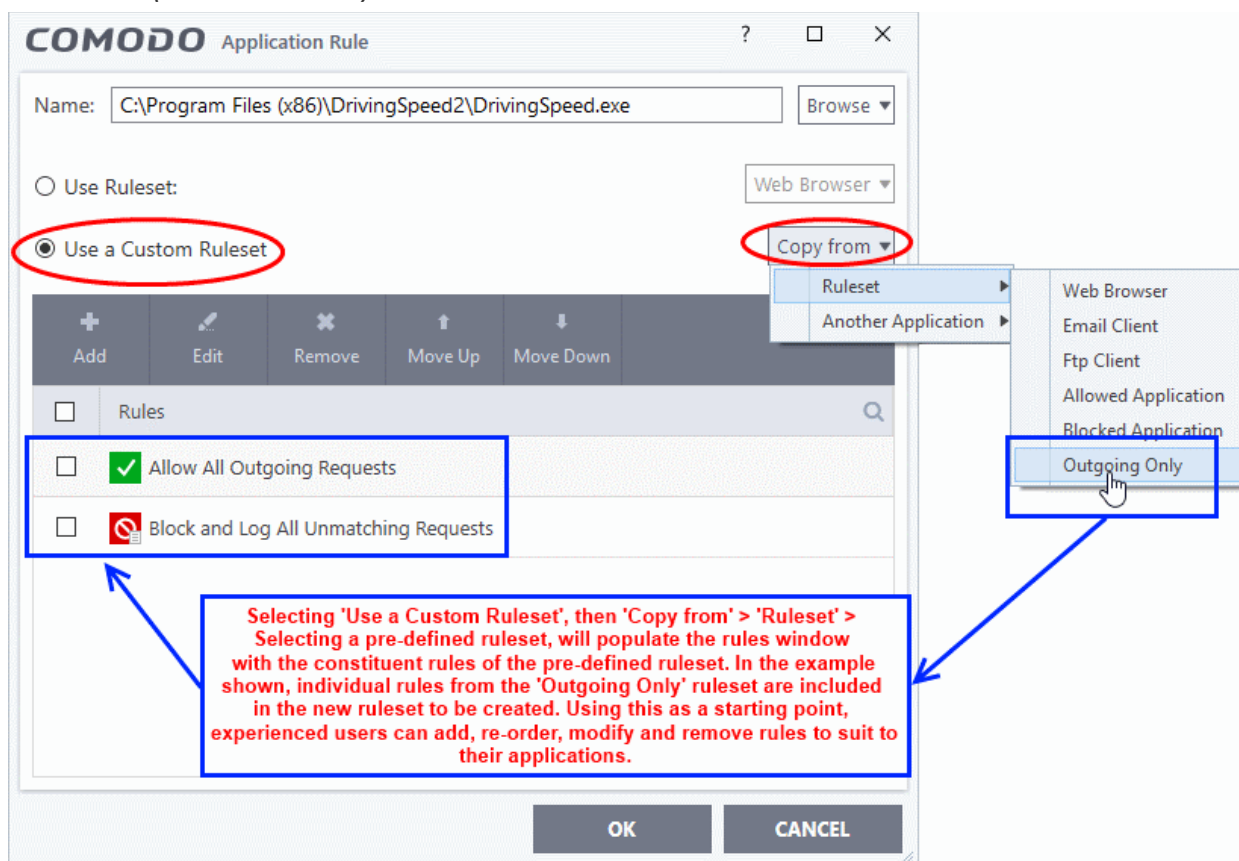 COMODO Application Rule ?
Name: C:\Program Files (x86)\DrivingSpeed2\DrivingSpeed.exe Browse
Use Ruleset: Web Browser
Use a Custom Ruleset Copy from
Ruleset
Another Application
Web Browser
Email Client
Ftp Client
Allowed Application
Blocked Application
Outgoing Only
Add Edit Remove Move Up Move Down
Rules
Allow All Outgoing Requests
Block and Log All Unmatching Requests
Selecting 'Use a Custom Ruleset', then 'Copy from' > 'Ruleset' >
Selecting a pre-defined ruleset, will populate the rules window
with the constituent rules of the pre-defined ruleset. In the example
shown, individual rules from the 'Outgoing Only' ruleset are included
in the new ruleset to be created. Using this as a starting point,
experienced users can add, re-order, modify and remove rules to suit to
their applications.
OK CANCEL